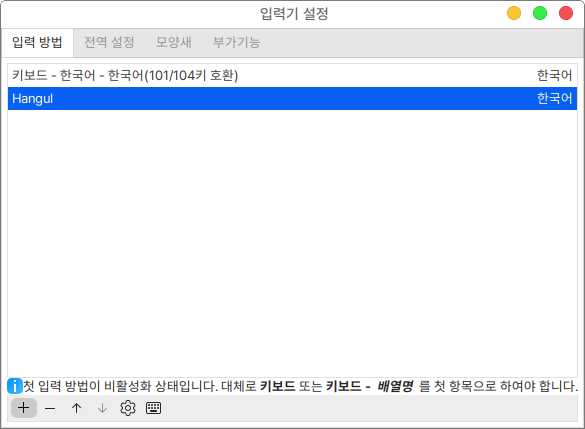 입력기 설정
입력 방법 전역 설정 모양새 부가기능
키보드 - 한국어 - 한국어(101/104키 호환) 한국어
Hangul 한국어
첫 입력 방법이 비활성화 상태입니다. 대체로 키보드 또는 키보드 - 배열명 를 첫 항목으로 하여야 합니다.